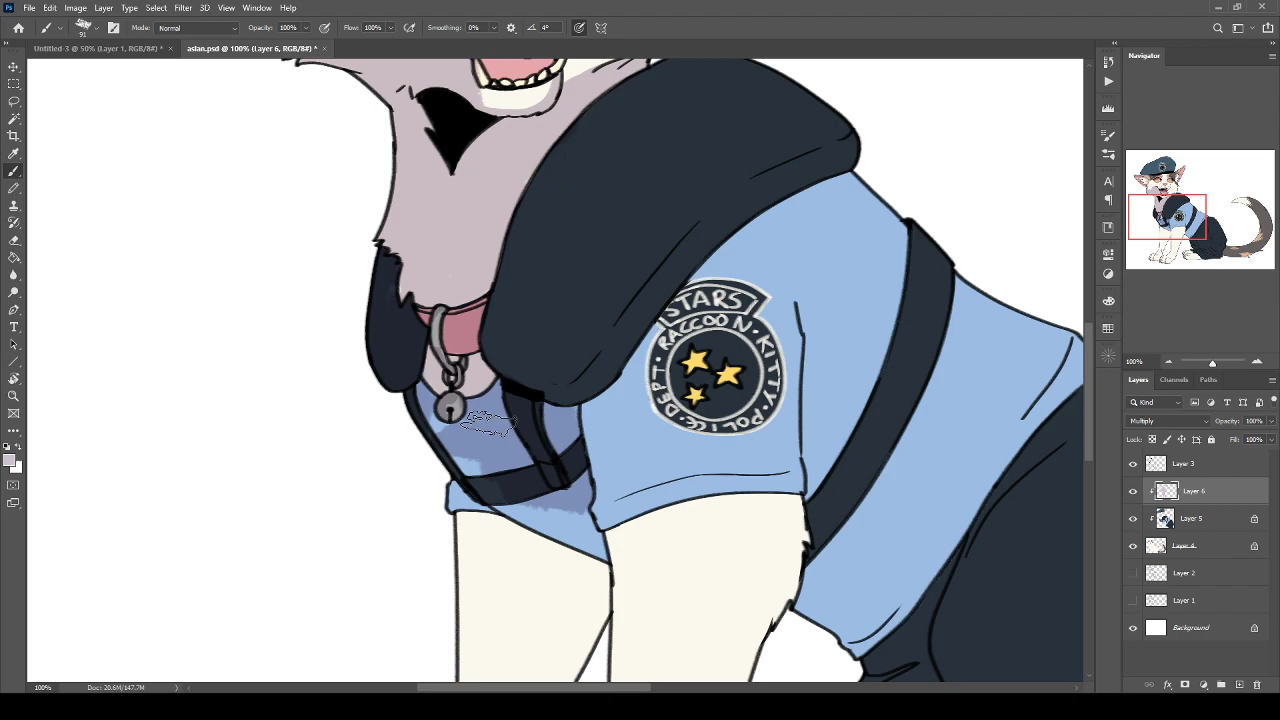 File Edit Image Layer Type Select Filter 3D View Window Help
Mode: Normal Opacity: 100% Flow: 100% Smoothing: 0% 4°
91
Untitled-3 @ 50% (Layer 1, RGB/8#) * × aslan.psd @ 100% (Layer 6, RGB/8#) * ×
Navigator
STARS
RACCOON · KITTY · POLICE · DEPT ·
100%
Layers Channels Paths
Kind
Multiply Opacity: 100%
Lock: Fill: 100%
Layer 3
Layer 6
Layer 5
Layer 4
Layer 2
Layer 1
Background
100% Doc: 20.6M/147.7M